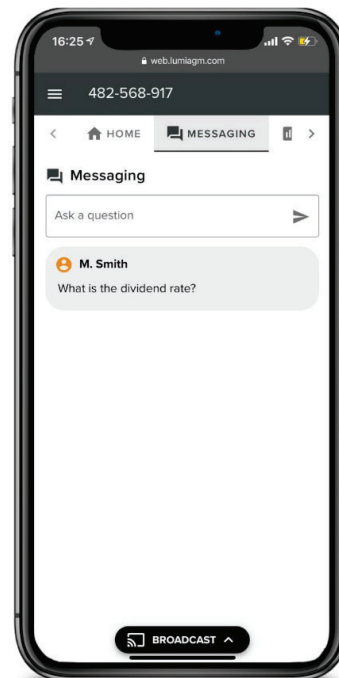 16:25
web.lumiagm.com
482-568-917
HOME MESSAGING
Messaging
Ask a question
M. Smith
What is the dividend rate?
BROADCAST